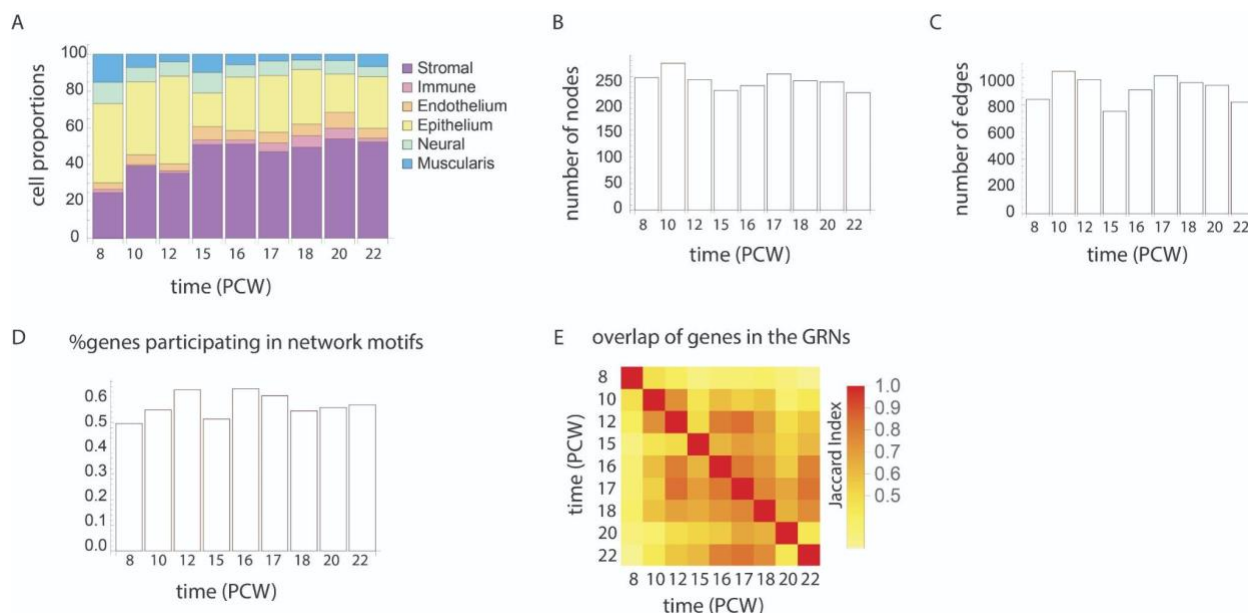 A
100
80
60
40
20
0
cell proportions
8 10 12 15 16 17 18 20 22
time (PCW)
Stromal
Immune
Endothelium
Epithelium
Neural
Muscularis
B
250
200
150
100
50
0
number of nodes
8 10 12 15 16 17 18 20 22
time (PCW)
C
1000
800
600
400
200
0
number of edges
8 10 12 15 16 17 18 20 22
time (PCW)
D %genes participating in network motifs
0.6
0.5
0.4
0.3
0.2
0.1
0.0
8 10 12 15 16 17 18 20 22
time (PCW)
E overlap of genes in the GRNs
8
10
12
15
16
17
18
20
22
time (PCW)
8 10 12 15 16 17 18 20 22
time (PCW)
Jaccard Index
1.0
0.9
0.8
0.7
0.6
0.5